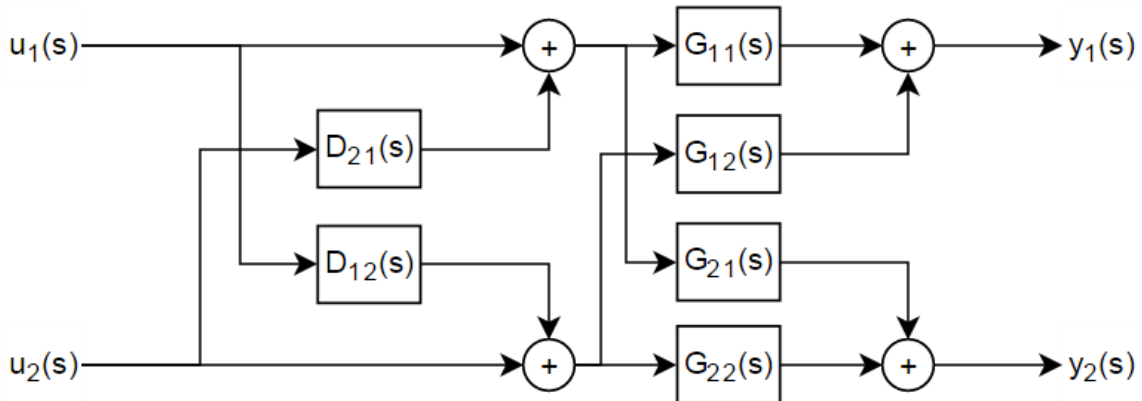 u1(s) + G11(s) + y1(s)
D21(s) G12(s)
D12(s) G21(s)
u2(s) + G22(s) + y2(s)